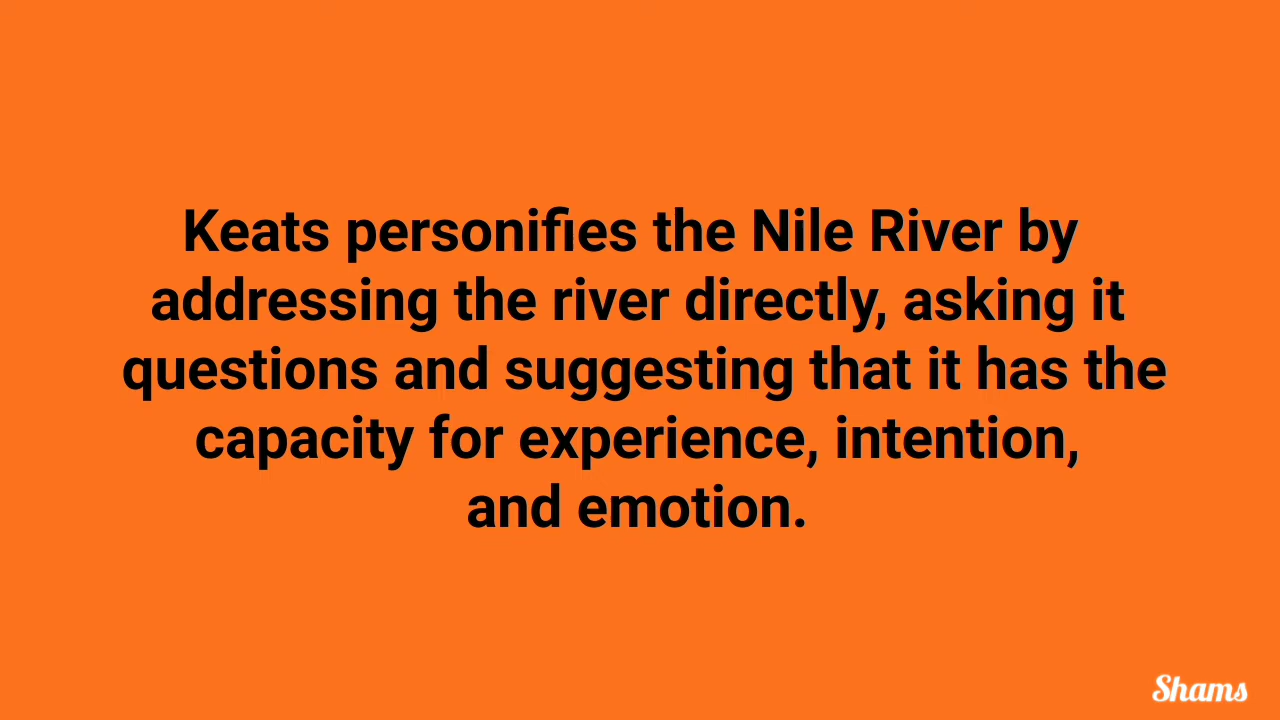 Keats personifies the Nile River by
addressing the river directly, asking it
questions and suggesting that it has the
capacity for experience, intention,
and emotion.
Shams